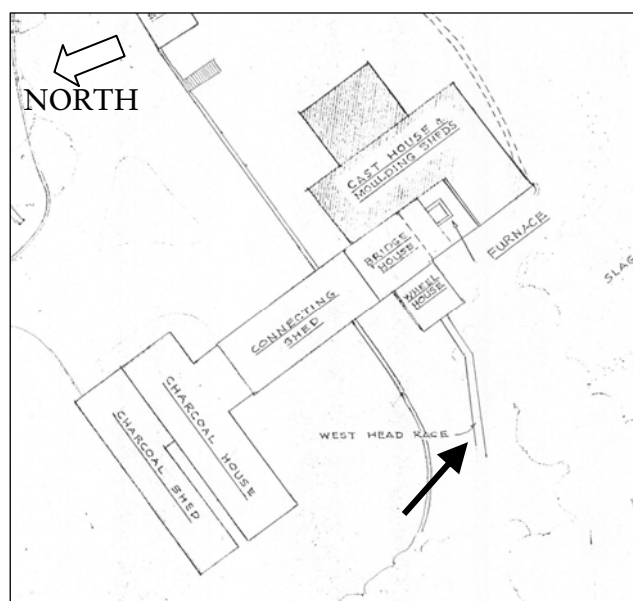 NORTH
CAST HOUSE &
MOULDING SHEDS
FURNACE
BRIDGE
HOUSE
WHEEL
HOUSE
SLAG
CONNECTING
SHED
WEST HEAD RACE
CHARCOAL HOUSE
CHARCOAL SHED